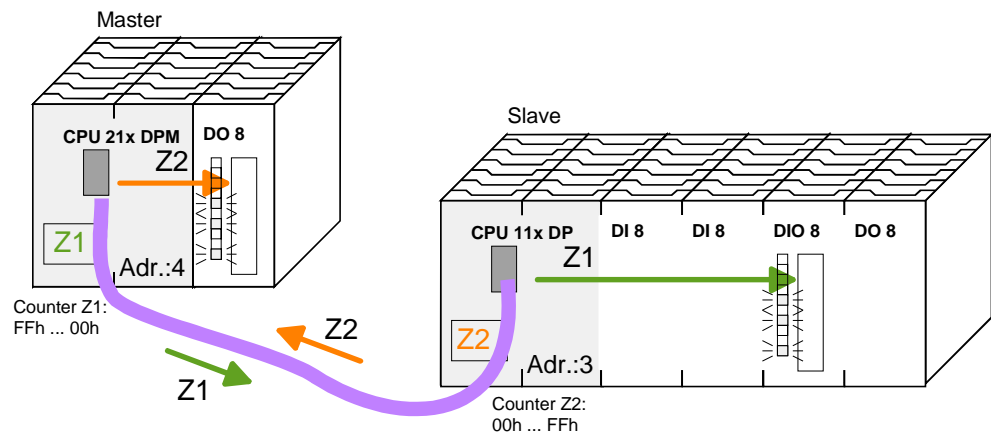 Master
CPU 21x DPM
DO 8
Z2
Z1
Adr.:4
Counter Z1:
FFh ... 00h
Slave
CPU 11x DP
DI 8
DI 8
DIO 8
DO 8
Z1
Z2
Adr.:3
Z2
Z1
Counter Z2:
00h ... FFh